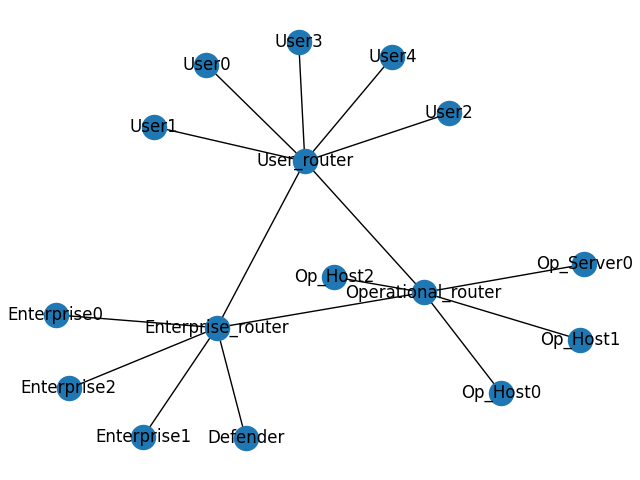 User3
User4
User0
User2
User1
User_router
Op_Server0
Op_Host2
Operational_router
Enterprise0
Enterprise_router
Op_Host1
Enterprise2
Op_Host0
Enterprise1
Defender